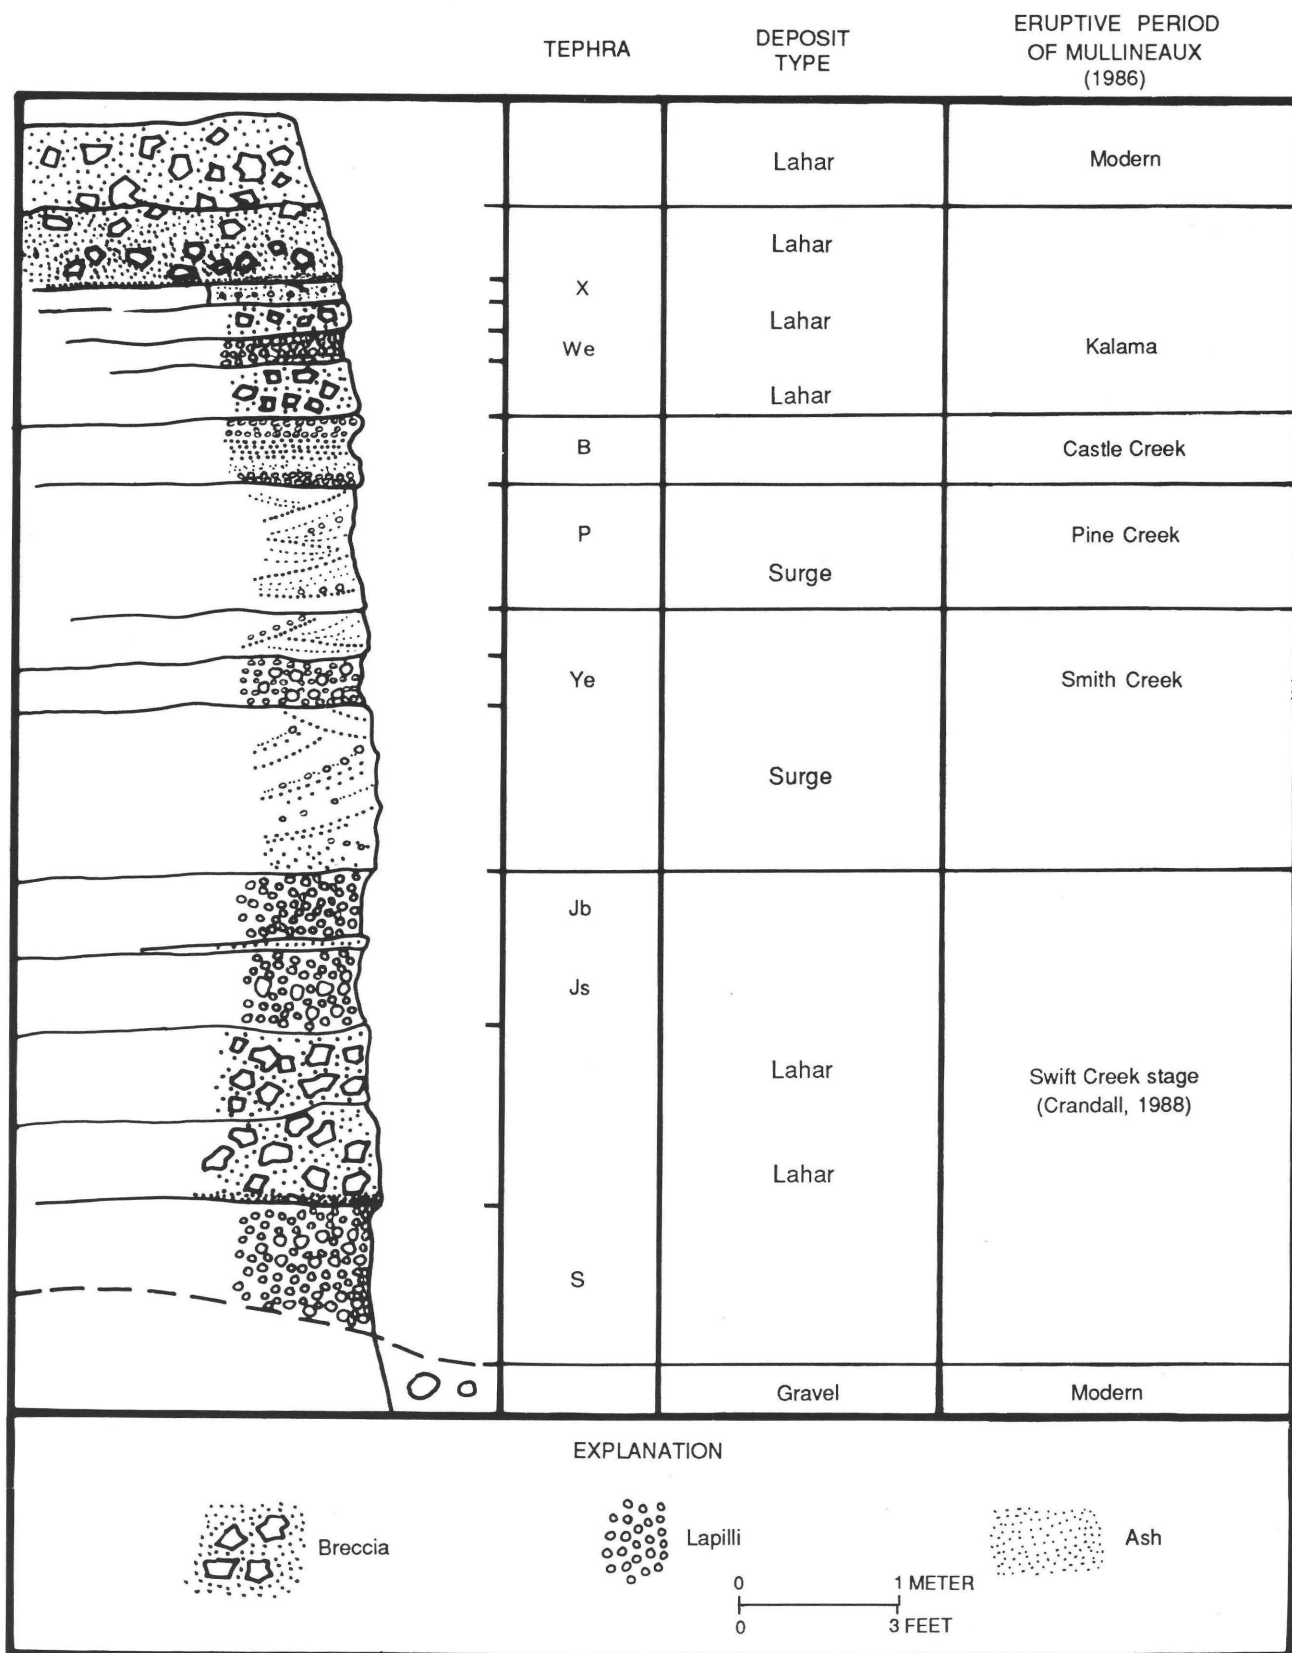 TEPHRA
DEPOSIT
TYPE
ERUPTIVE PERIOD
OF MULLINEAUX
(1986)
Lahar
Modern
Lahar
X
Lahar
We
Kalama
Lahar
B
Castle Creek
P
Pine Creek
Surge
Ye
Smith Creek
Surge
Jb
Js
Lahar
Swift Creek stage
(Crandall, 1988)
Lahar
S
Gravel
Modern
EXPLANATION
Breccia
Lapilli
Ash
0 1 METER
0 3 FEET